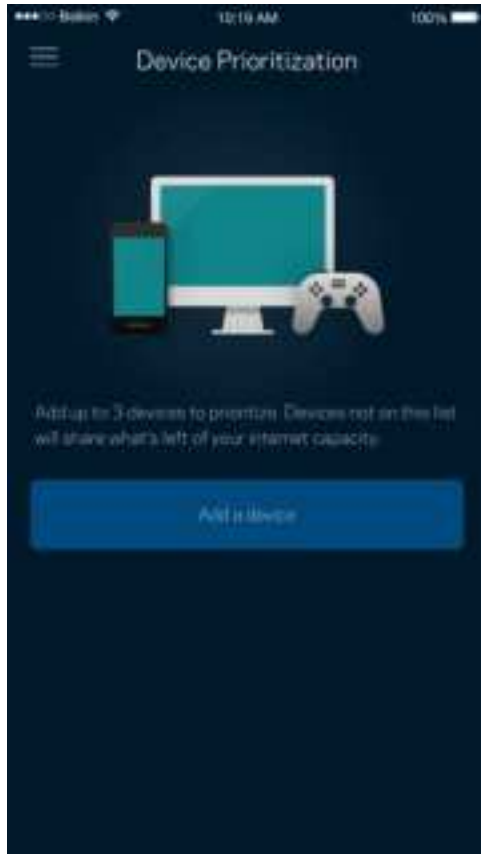 Belkin 10:19 AM 100%
Device Prioritization
Add up to 3 devices to prioritize. Devices not on this list
will share what's left of your internet capacity.
Add a device